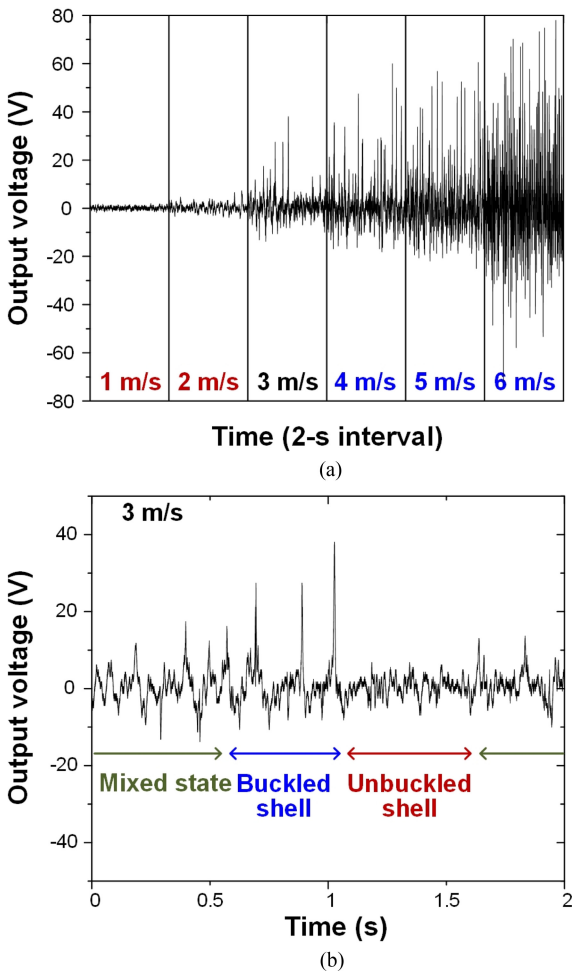 80
60
40
20
0
-20
-40
-60
-80
Output voltage (V)
1 m/s 2 m/s 3 m/s 4 m/s 5 m/s 6 m/s
Time (2-s interval)
(a)
3 m/s
40
20
0
-20
-40
Output voltage (V)
Mixed state
Buckled
shell
Unbuckled
shell
0 0.5 1 1.5 2
Time (s)
(b)